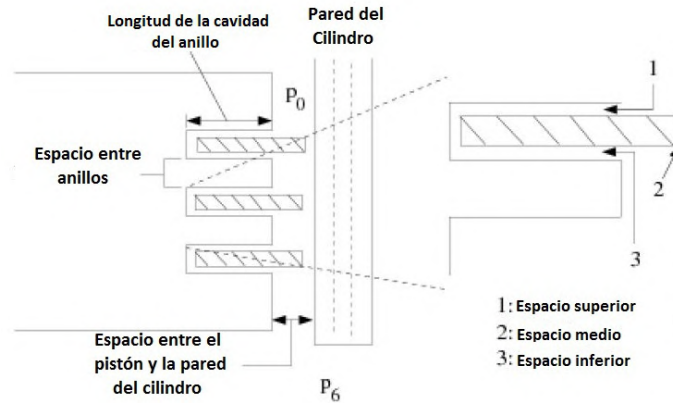 Longitud de la cavidad
del anillo
Pared del
Cilindro
P0
1
Espacio entre
anillos
2
3
1: Espacio superior
2: Espacio medio
3: Espacio inferior
Espacio entre el
pistón y la pared
del cilindro
P6